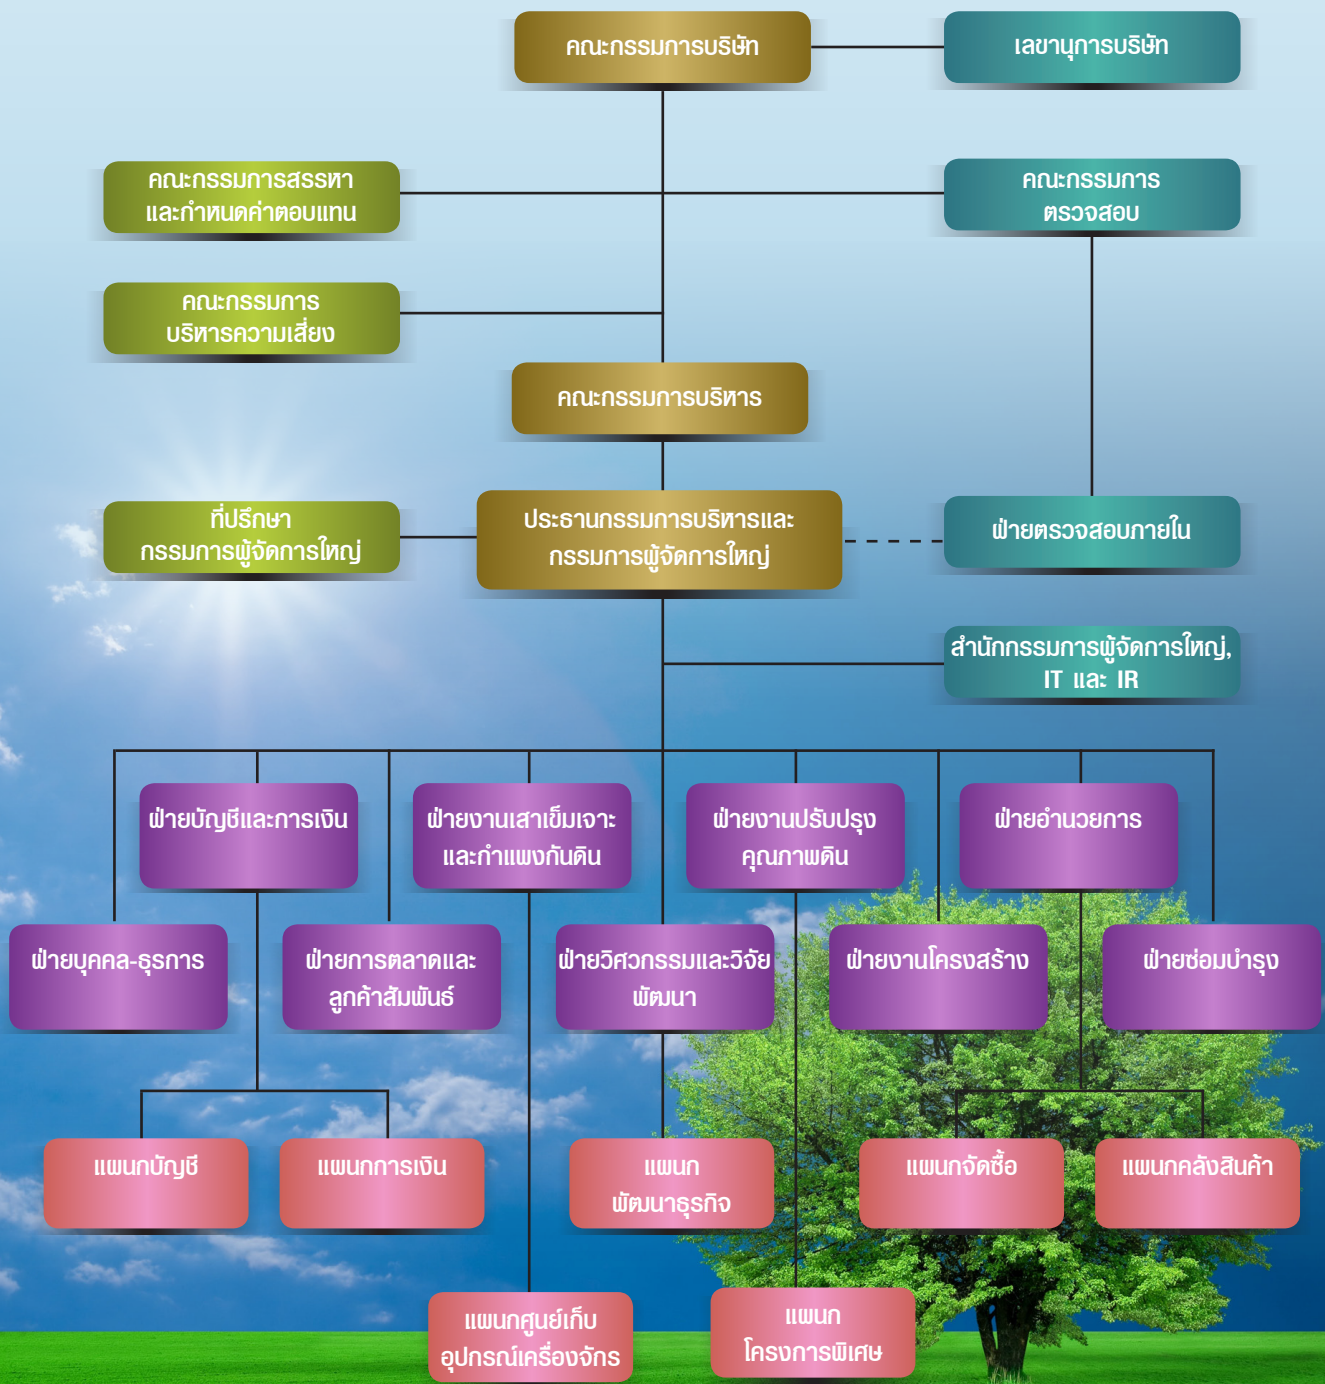 คณะกรรมการบริษัท
เลขานุการบริษัท
คณะกรรมการสรรหา
และกำหนดค่าตอบแทน
คณะกรรมการ
ตรวจสอบ
คณะกรรมการ
บริหารความเสี่ยง
คณะกรรมการบริหาร
ที่ปรึกษา
กรรมการผู้จัดการใหญ่
ประธานกรรมการบริหารและ
กรรมการผู้จัดการใหญ่
ฝ่ายตรวจสอบภายใน
สำนักกรรมการผู้จัดการใหญ่,
IT และ IR
ฝ่ายบัญชีและการเงิน
ฝ่ายงานเสาเข็มเจาะ
และกำแพงกันดิน
ฝ่ายงานปรับปรุง
คุณภาพดิน
ฝ่ายอำนวยการ
ฝ่ายบุคคล-ธุรการ
ฝ่ายการตลาดและ
ลูกค้าสัมพันธ์
ฝ่ายวิศวกรรมและวิจัย
พัฒนา
ฝ่ายงานโครงสร้าง
ฝ่ายซ่อมบำรุง
แผนกบัญชี
แผนกการเงิน
แผนก
พัฒนาธุรกิจ
แผนกจัดซื้อ
แผนกคลังสินค้า
แผนกศูนย์เก็บ
อุปกรณ์เครื่องจักร
แผนก
โครงการพิเศษ